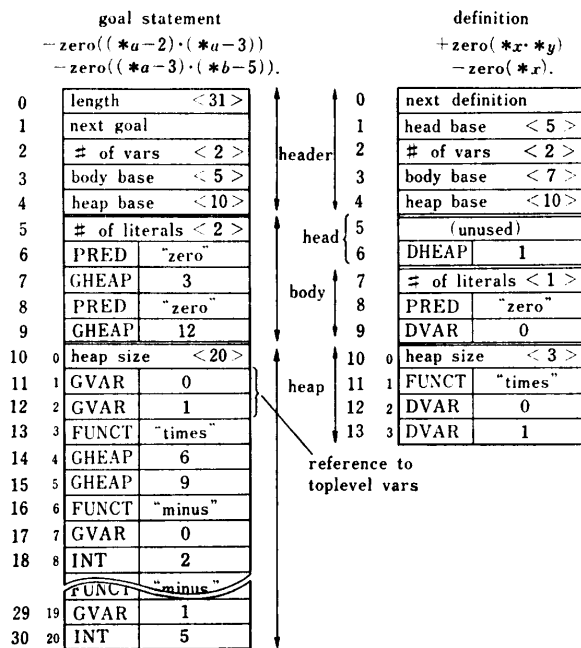 goal statement
−zero((*a−2)·(*a−3))
−zero((*a−3)·(*b−5)).
0 length <31>
1 next goal
2 # of vars <2>
3 body base <5>
4 heap base <10>
5 # of literals <2>
6 PRED "zero"
7 GHEAP 3
8 PRED "zero"
9 GHEAP 12
10 0 heap size <20>
11 1 GVAR 0
12 2 GVAR 1
13 3 FUNCT "times"
14 4 GHEAP 6
15 5 GHEAP 9
16 6 FUNCT "minus"
17 7 GVAR 0
18 8 INT 2
FUNCT "minus"
29 19 GVAR 1
30 20 INT 5
header
head
body
heap
reference to
toplevel vars
definition
+zero(*x·*y)
−zero(*x).
0 next definition
1 head base <5>
2 # of vars <2>
3 body base <7>
4 heap base <10>
5 (unused)
6 DHEAP 1
7 # of literals <1>
8 PRED "zero"
9 DVAR 0
10 0 heap size <3>
11 1 FUNCT "times"
12 2 DVAR 0
13 3 DVAR 1